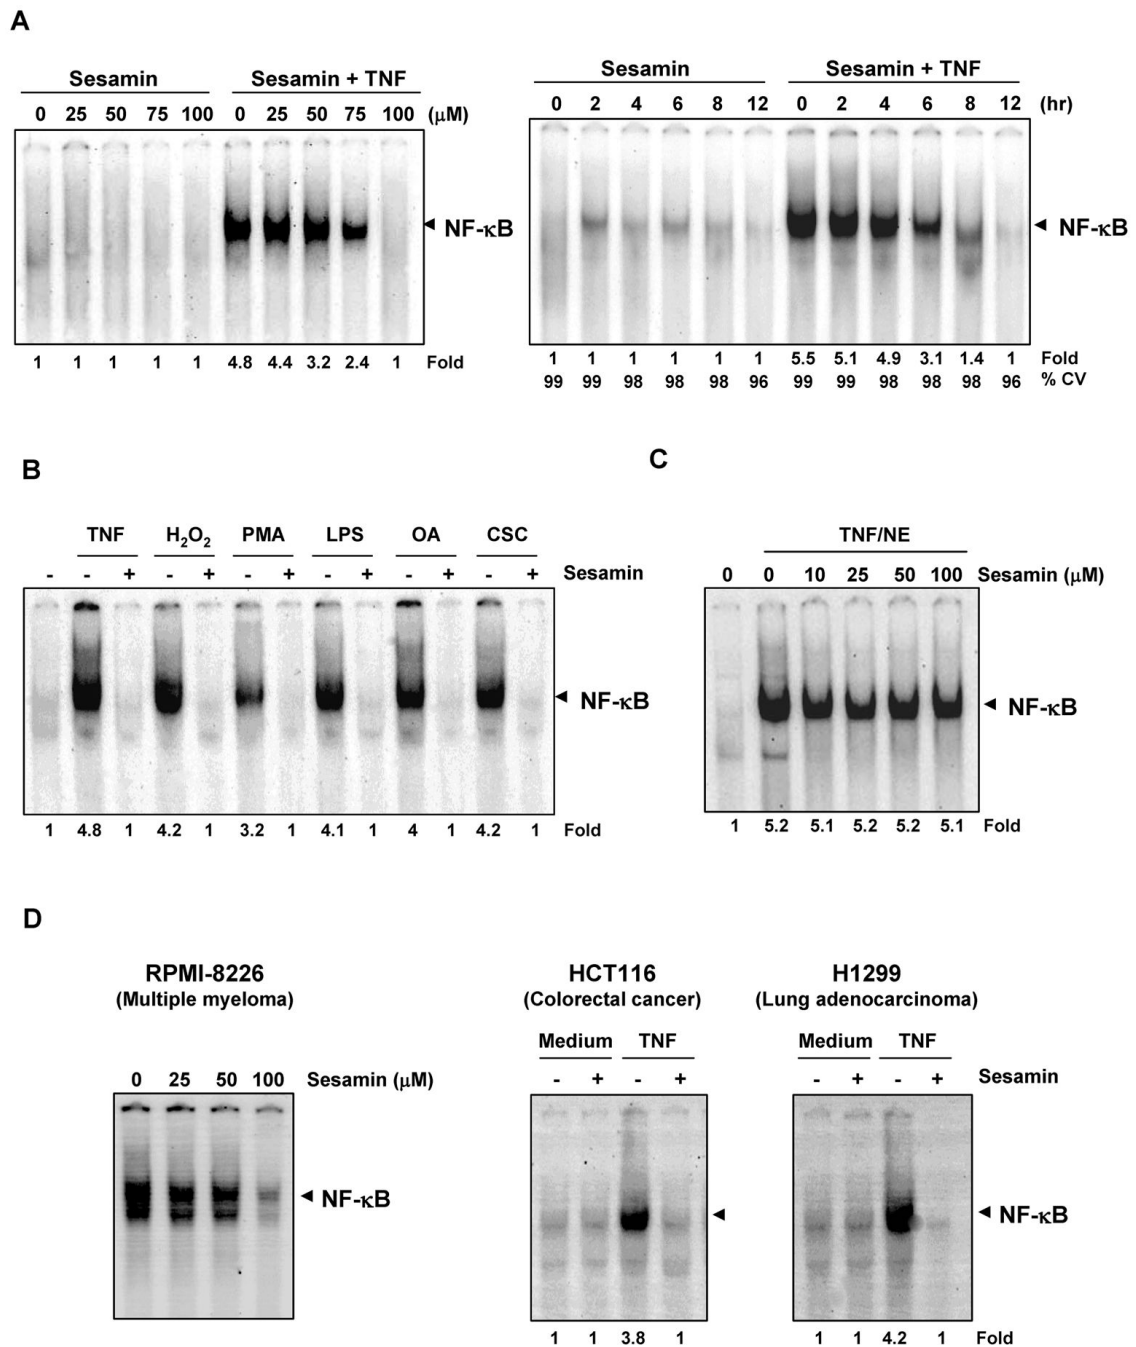 A
Sesamin Sesamin + TNF
0 25 50 75 100 0 25 50 75 100 (μM)
NF-κB
1 1 1 1 1 4.8 4.4 3.2 2.4 1 Fold
Sesamin Sesamin + TNF
0 2 4 6 8 12 0 2 4 6 8 12 (hr)
NF-κB
1 1 1 1 1 1 5.5 5.1 4.9 3.1 1.4 1 Fold
99 99 98 98 98 96 99 99 98 98 98 96 % CV
B
TNF H2O2 PMA LPS OA CSC
- - + - + - + - + - + - + Sesamin
NF-κB
1 4.8 1 4.2 1 3.2 1 4.1 1 4 1 4.2 1 Fold
C
TNF/NE
0 0 10 25 50 100 Sesamin (μM)
NF-κB
1 5.2 5.1 5.2 5.2 5.1 Fold
D
RPMI-8226
(Multiple myeloma)
0 25 50 100 Sesamin (μM)
NF-κB
HCT116
(Colorectal cancer)
Medium TNF
- + - +
1 1 3.8 1
H1299
(Lung adenocarcinoma)
Medium TNF
- + - + Sesamin
NF-κB
1 1 4.2 1 Fold